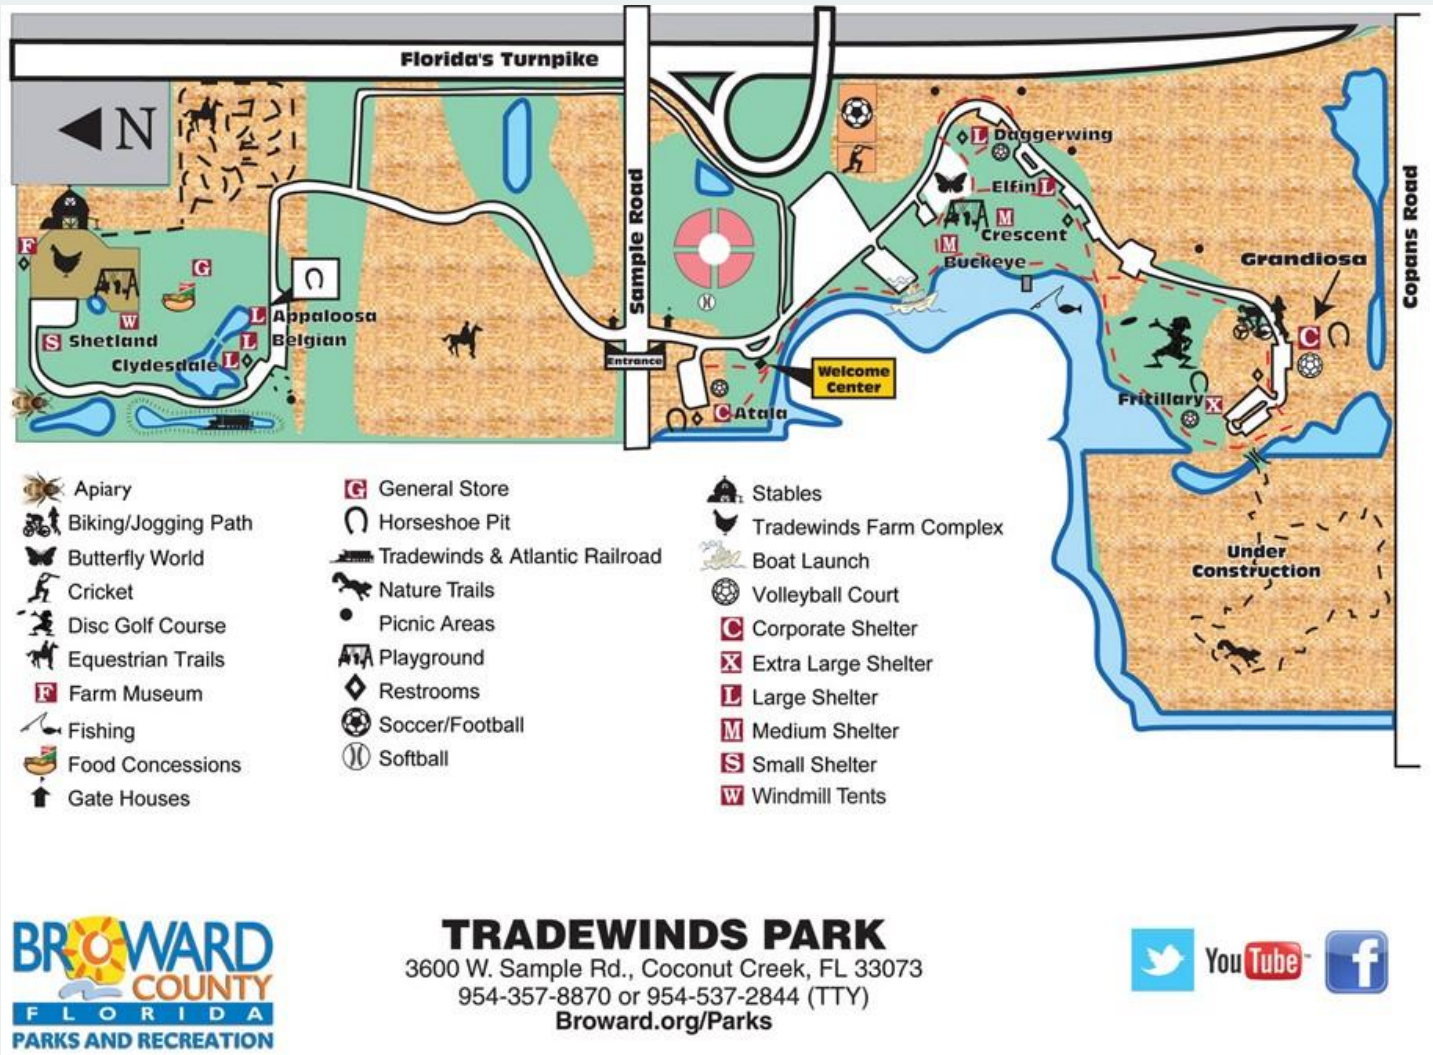 Florida's Turnpike
N
Sample Road
Copans Road
L Daggerwing
Elfin L
M
Crescent
M
Buckeye
Grandiosa
C
F
G
W
S Shetland
L Appaloosa
L Belgian
Clydesdale L
Entrance
Welcome
Center
C Atala
Fritillary X
Under
Construction
Apiary
Biking/Jogging Path
Butterfly World
Cricket
Disc Golf Course
Equestrian Trails
F Farm Museum
Fishing
Food Concessions
Gate Houses
G General Store
Horseshoe Pit
Tradewinds & Atlantic Railroad
Nature Trails
Picnic Areas
Playground
Restrooms
Soccer/Football
Softball
Stables
Tradewinds Farm Complex
Boat Launch
Volleyball Court
C Corporate Shelter
X Extra Large Shelter
L Large Shelter
M Medium Shelter
S Small Shelter
W Windmill Tents
BROWARD
COUNTY
FLORIDA
PARKS AND RECREATION
TRADEWINDS PARK
3600 W. Sample Rd., Coconut Creek, FL 33073
954-357-8870 or 954-537-2844 (TTY)
Broward.org/Parks
YouTube
f